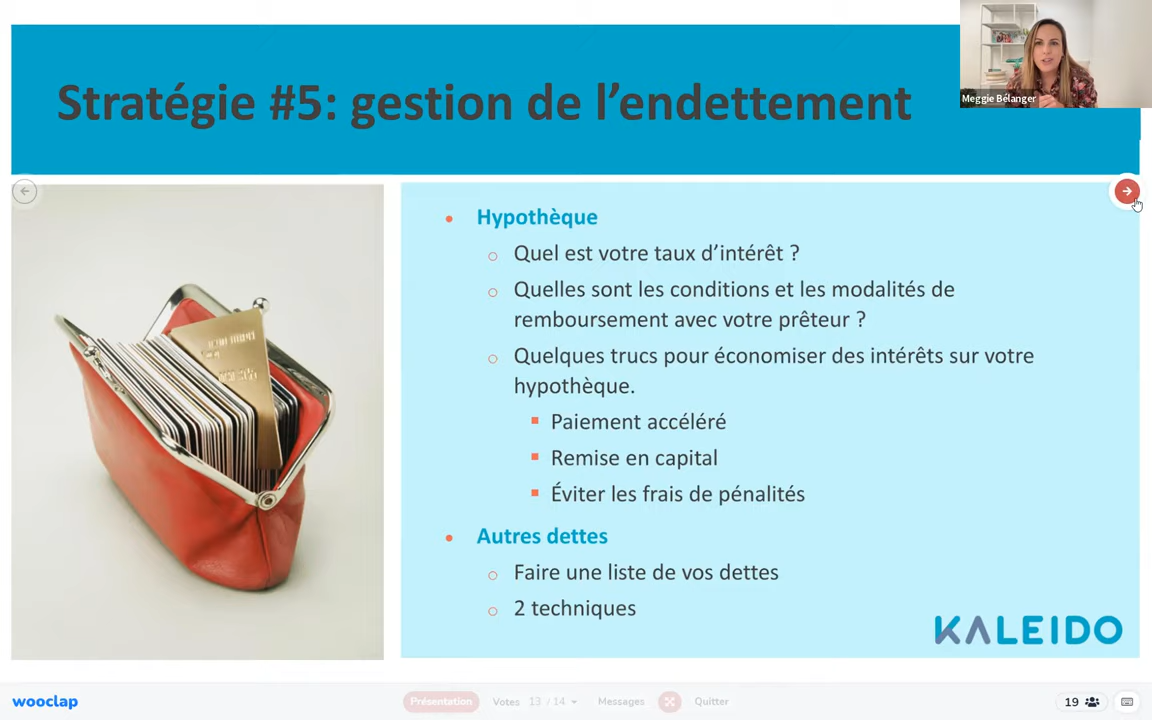 Stratégie #5: gestion de l’endettement
Meggie Bélanger
Hypothèque
Quel est votre taux d’intérêt ?
Quelles sont les conditions et les modalités de
remboursement avec votre prêteur ?
Quelques trucs pour économiser des intérêts sur votre
hypothèque.
Paiement accéléré
Remise en capital
Éviter les frais de pénalités
Autres dettes
Faire une liste de vos dettes
2 techniques
KALEIDO
wooclap
Présentation
Votes 13 / 14
Messages
Quitter
19